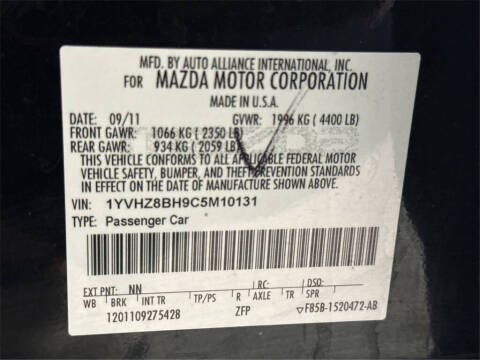 MFD. BY AUTO ALLIANCE INTERNATIONAL, INC.
FOR MAZDA MOTOR CORPORATION
MADE IN U.S.A.
DATE: 09/11 GVWR: 1996 KG ( 4400 LB)
FRONT GAWR: 1066 KG ( 2350 LB)
REAR GAWR: 934 KG ( 2059 LB)
THIS VEHICLE CONFORMS TO ALL APPLICABLE FEDERAL MOTOR
VEHICLE SAFETY, BUMPER, AND THEFT PREVENTION STANDARDS
IN EFFECT ON THE DATE OF MANUFACTURE SHOWN ABOVE.
VIN: 1YVHZ8BH9C5M10131
TYPE: Passenger Car
EXT PNT: NN RC: DSO:
WB BRK INT TR TP/PS R AXLE TR SPR
1201109275428 ZFP F85B-1520472-AB